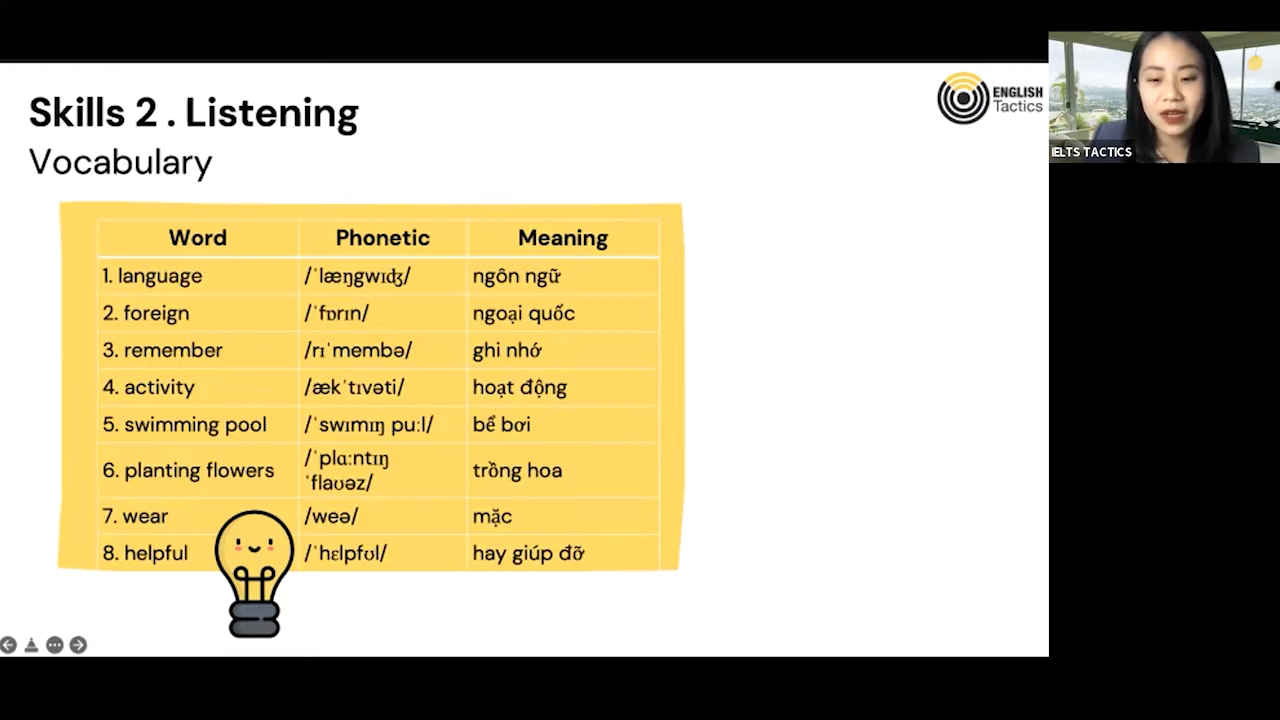 Skills 2 . Listening
Vocabulary
ENGLISH
Tactics
IELTS TACTICS
Word Phonetic Meaning
1. language /ˈlæŋgwɪʤ/ ngôn ngữ
2. foreign /ˈfɒrɪn/ ngoại quốc
3. remember /rɪˈmembə/ ghi nhớ
4. activity /ækˈtɪvəti/ hoạt động
5. swimming pool /ˈswɪmɪŋ puːl/ bể bơi
6. planting flowers /ˈplɑːntɪŋ
ˈflaʊəz/ trồng hoa
7. wear /weə/ mặc
8. helpful /ˈhɛlpfʊl/ hay giúp đỡ